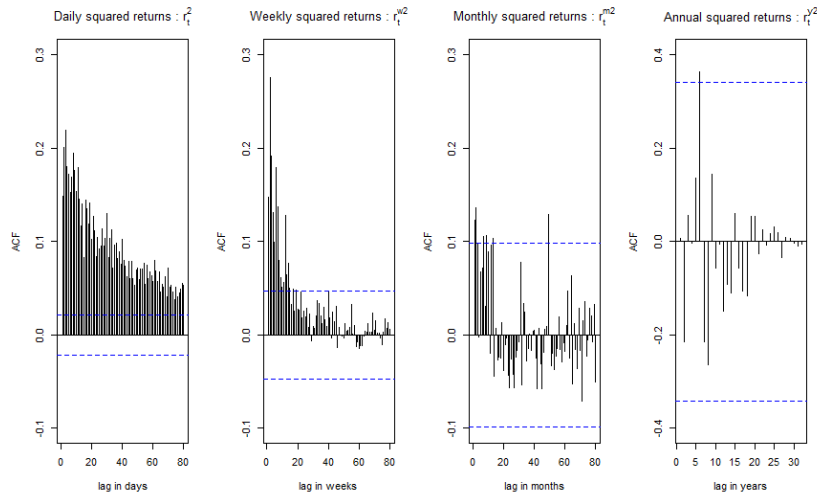 Daily squared returns : r_t^2
ACF
0.3
0.2
0.1
0.0
-0.1
0 20 40 60 80
lag in days
Weekly squared returns : r_t^w2
ACF
0.3
0.2
0.1
0.0
-0.1
0 20 40 60 80
lag in weeks
Monthly squared returns : r_t^m2
ACF
0.3
0.2
0.1
0.0
-0.1
0 20 40 60 80
lag in months
Annual squared returns : r_t^y2
ACF
0.4
0.2
0.0
-0.2
-0.4
0 5 10 15 20 25 30
lag in years